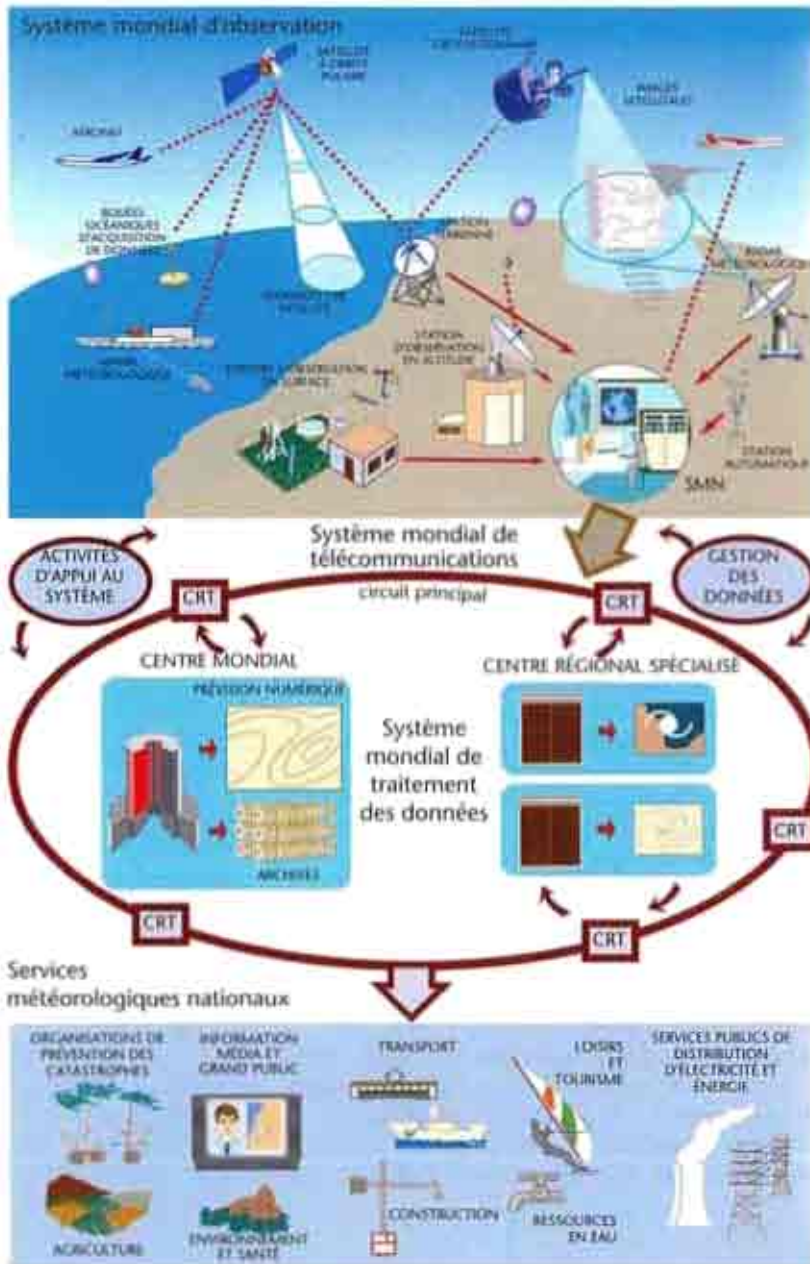 Système mondial d'observation
SATELLITE
À ORBITE
POLAIRE
SATELLITE
IMAGES
AÉRONEF
BOUÉES
OCÉANIQUES
D'ACQUISITION
DE DONNÉES
STATION
RADAR
MÉTÉOROLOGIQUE
NAVIRE
MÉTÉOROLOGIQUE
STATION
D'OBSERVATION
EN ALTITUDE
STATION D'OBSERVATION
EN SURFACE
STATION
AUTOMATIQUE
SMN
Système mondial de
télécommunications
circuit principal
ACTIVITÉS
D'APPUI AU
SYSTÈME
GESTION
DES
DONNÉES
CRT
CRT
CENTRE MONDIAL
CENTRE RÉGIONAL SPÉCIALISÉ
PRÉVISION NUMÉRIQUE
Système
mondial de
traitement
des données
ARCHIVES
CRT
CRT
CRT
Services
météorologiques nationaux
ORGANISATIONS DE
PRÉVENTION DES
CATASTROPHES
INFORMATION
MÉDIA ET
GRAND PUBLIC
TRANSPORT
LOISIRS
ET
TOURISME
SERVICES PUBLICS DE
DISTRIBUTION
D'ÉLECTRICITÉ ET
ÉNERGIE
AGRICULTURE
ENVIRONNEMENT
ET SANTÉ
CONSTRUCTION
RESSOURCES
EN EAU